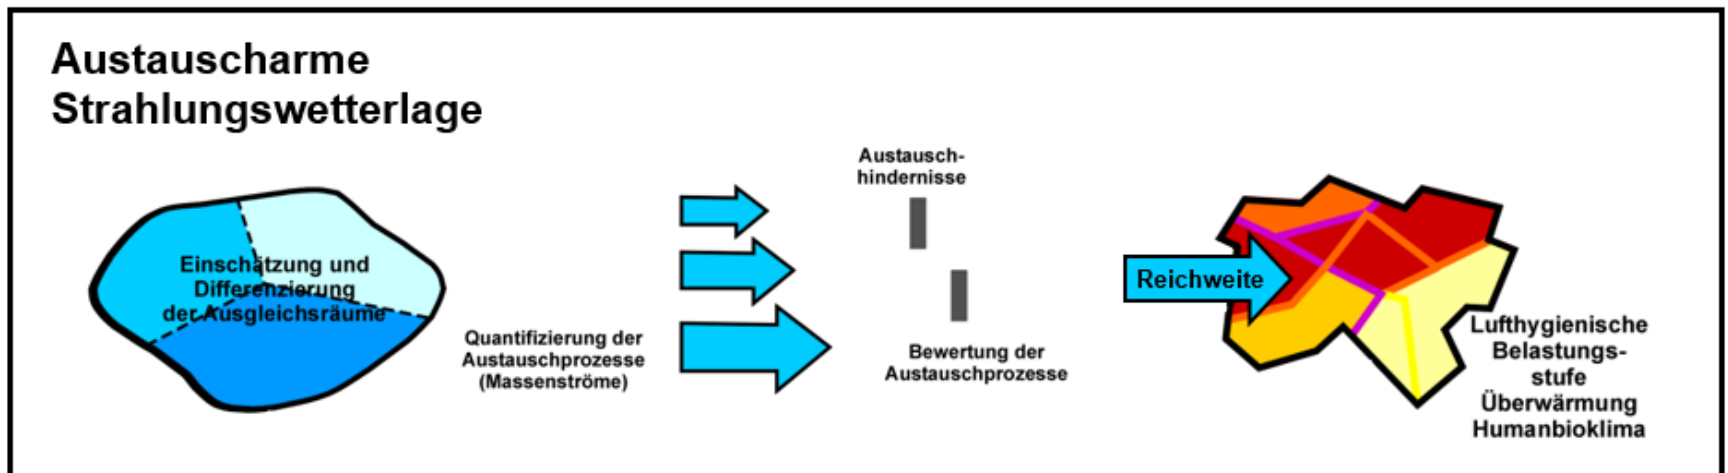 Austauscharme
Strahlungswetterlage
Einschätzung und
Differenzierung
der Ausgleichsräume
Quantifizierung der
Austauschprozesse
(Massenströme)
Austausch-
hindernisse
Bewertung der
Austauschprozesse
Reichweite
Lufthygienische
Belastungs-
stufe
Überwärmung
Humanbioklima